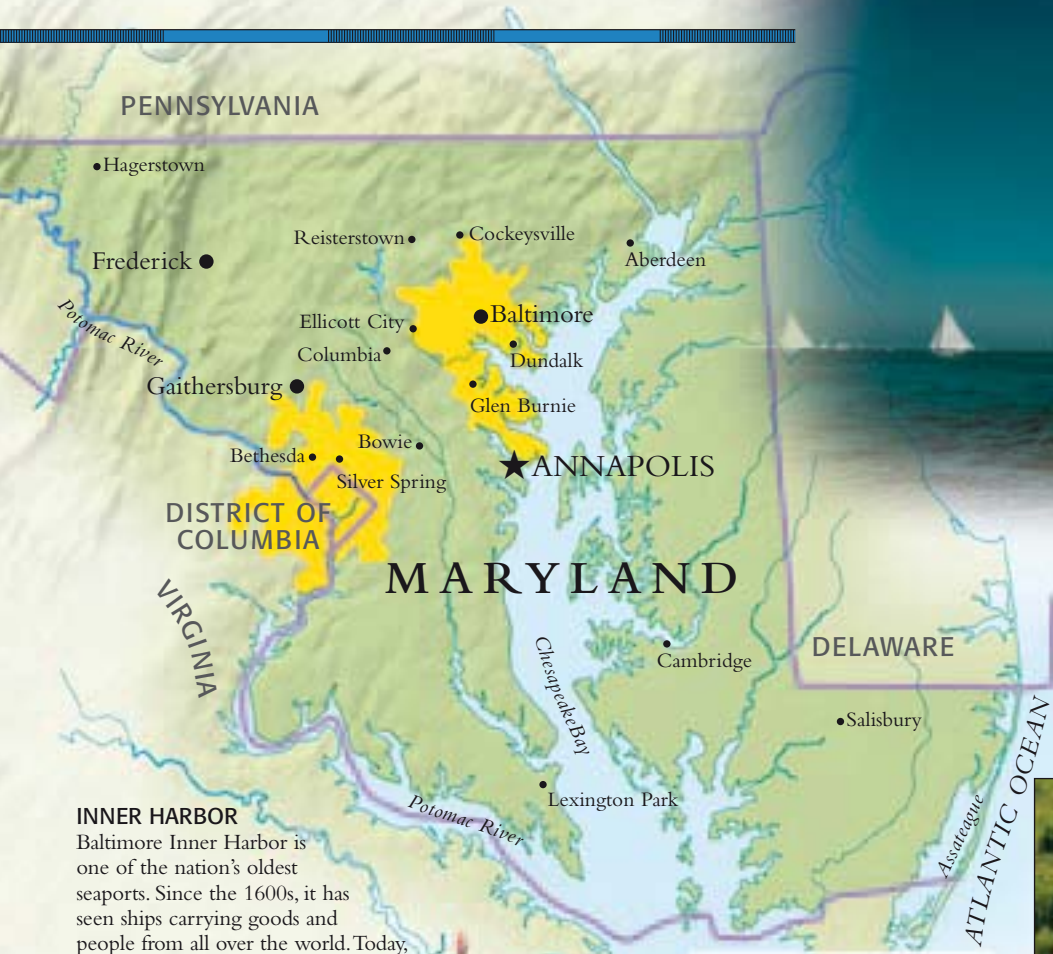 PENNSYLVANIA
Hagerstown
Reisterstown
Cockeysville
Frederick
Aberdeen
Potomac River
Baltimore
Ellicott City
Columbia
Dundalk
Gaithersburg
Glen Burnie
Bowie
Bethesda
Silver Spring
ANNAPOLIS
DISTRICT OF
COLUMBIA
MARYLAND
VIRGINIA
Chesapeake Bay
Cambridge
DELAWARE
Salisbury
Lexington Park
Potomac River
Assateague
ATLANTIC OCEAN
INNER HARBOR
Baltimore Inner Harbor is
one of the nation's oldest
seaports. Since the 1600s, it has
seen ships carrying goods and
people from all over the world. Today,